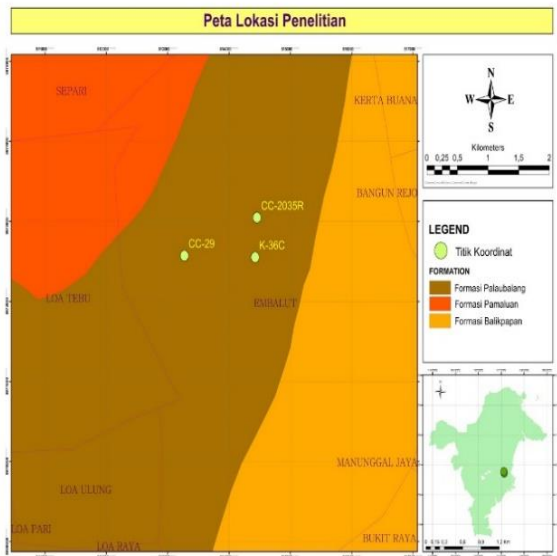 Peta Lokasi Penelitian
SEPARI
KERTA BUANA
BANGUN REJO
CC-2035R
CC-29
K-36C
LOA TEBU
EMBALUT
MANUNGGAL JAYA
LOA ULUNG
LOA PARI
LOA RAYA
BUKIT RAYA
N
W E
S
Kilometers
0 0,25 0,5 1 1,5 2
LEGEND
Titik Koordinat
FORMATION
Formasi Palaubalang
Formasi Pamaluan
Formasi Balikpapan